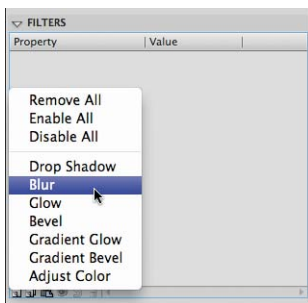 FILTERS
Property Value
Remove All
Enable All
Disable All
Drop Shadow
Blur
Glow
Bevel
Gradient Glow
Gradient Bevel
Adjust Color